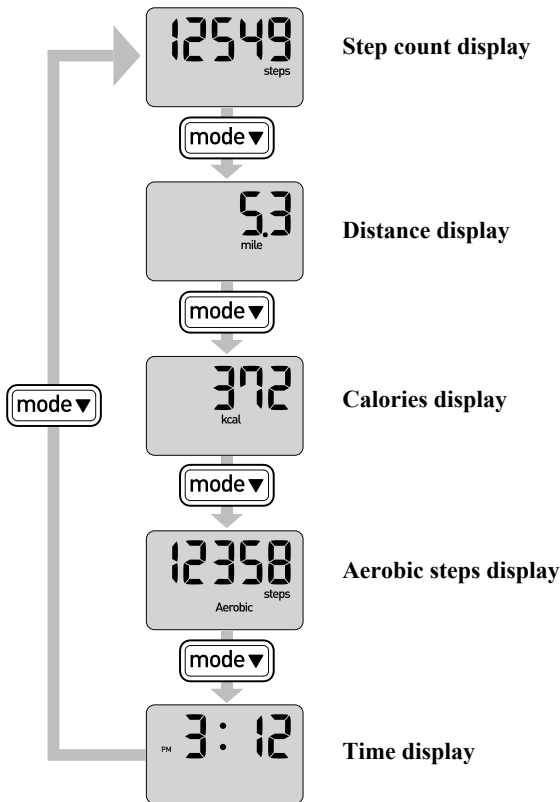 12549
steps
Step count display
mode▼
5.3
mile
Distance display
mode▼
372
kcal
Calories display
mode▼
mode▼
12358
steps
Aerobic
Aerobic steps display
mode▼
PM 3:12
Time display